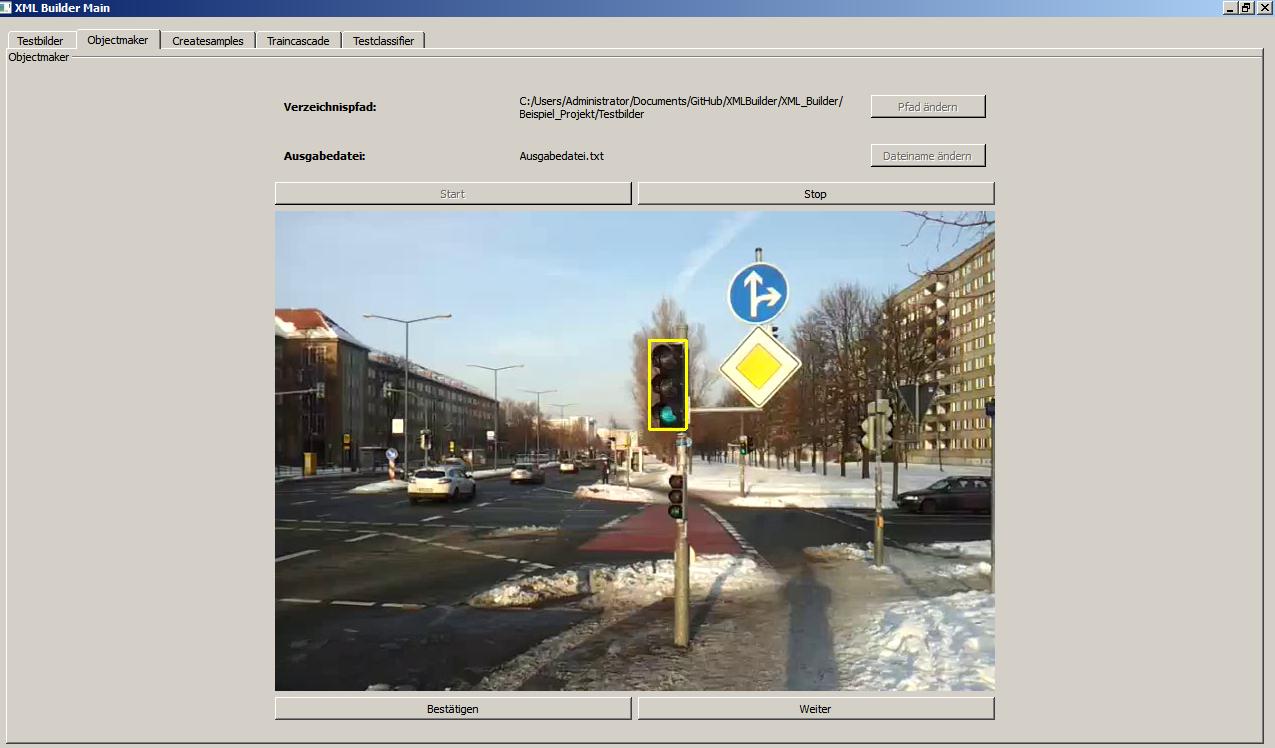 XML Builder Main
Testbilder Objectmaker Createsamples Traincascade Testclassifier
Objectmaker
Verzeichnispfad: C:/Users/Administrator/Documents/GitHub/XMLBuilder/XML_Builder/
Beispiel_Projekt/Testbilder Pfad ändern
Ausgabedatei: Ausgabedatei.txt Dateiname ändern
Start Stop
Bestätigen Weiter